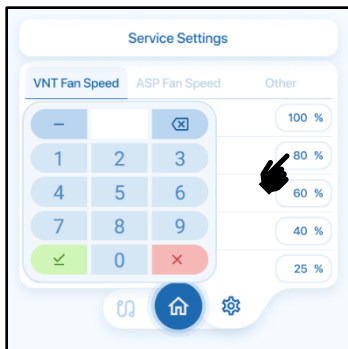 Service Settings
VNT Fan Speed ASP Fan Speed Other
– 100 %
1 2 3 80 %
4 5 6 60 %
7 8 9 40 %
0 25 %